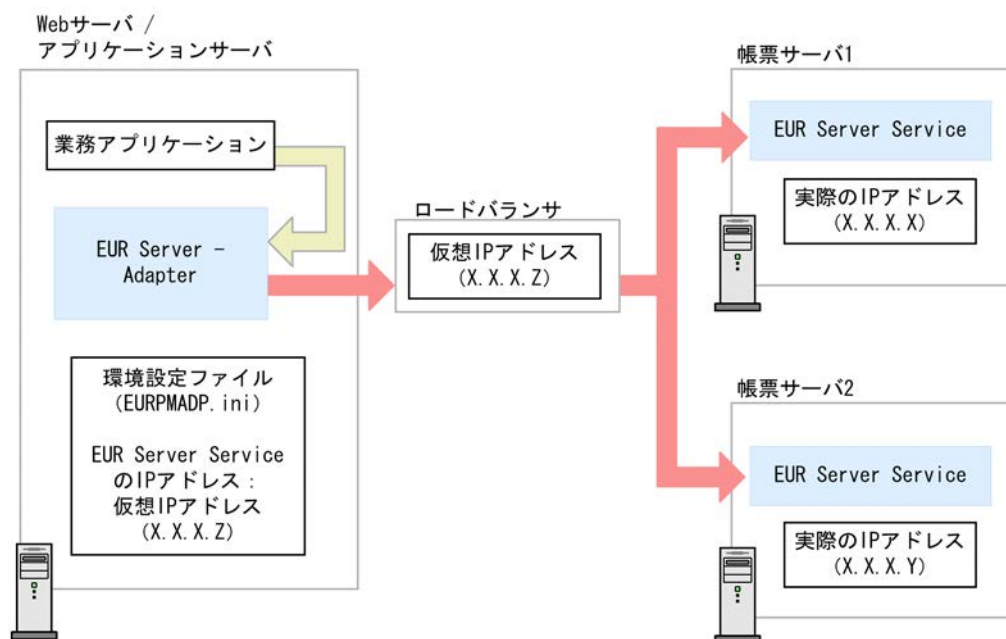 Webサーバ /
アプリケーションサーバ
業務アプリケーション
EUR Server －
Adapter
環境設定ファイル
(EURPMADP.ini)
EUR Server Service
のIPアドレス：
仮想IPアドレス
(X.X.X.Z)
ロードバランサ
仮想IPアドレス
(X.X.X.Z)
帳票サーバ1
EUR Server Service
実際のIPアドレス
(X.X.X.X)
帳票サーバ2
EUR Server Service
実際のIPアドレス
(X.X.X.Y)